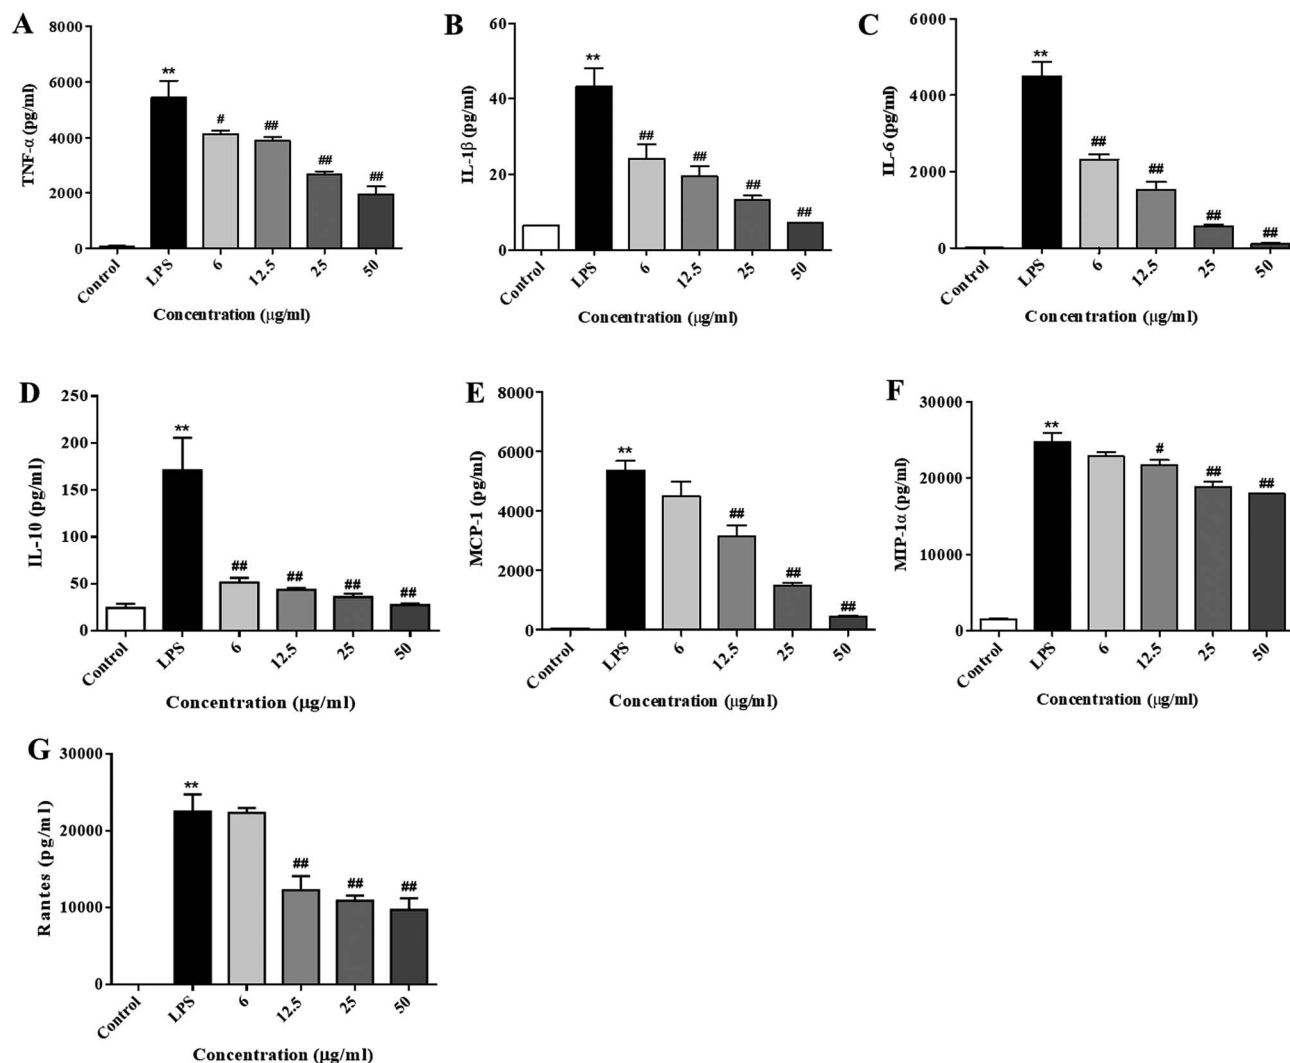 A
TNF-α (pg/ml)
8000
6000
4000
2000
0
**
#
##
##
##
Control
LPS
6
12.5
25
50
Concentration (μg/ml)
B
IL-1β (pg/ml)
60
40
20
0
**
##
##
##
##
Control
LPS
6
12.5
25
50
Concentration (μg/ml)
C
IL-6 (pg/ml)
6000
4000
2000
0
**
##
##
##
##
Control
LPS
6
12.5
25
50
Concentration (μg/ml)
D
IL-10 (pg/ml)
250
200
150
100
50
0
**
##
##
##
##
Control
LPS
6
12.5
25
50
Concentration (μg/ml)
E
MCP-1 (pg/ml)
8000
6000
4000
2000
0
**
##
##
##
Control
LPS
6
12.5
25
50
Concentration (μg/ml)
F
MIP-1α (pg/ml)
30000
20000
10000
0
**
#
##
##
Control
LPS
6
12.5
25
50
Concentration (μg/ml)
G
Rantes (pg/ml)
30000
20000
10000
0
**
##
##
##
Control
LPS
6
12.5
25
50
Concentration (μg/ml)